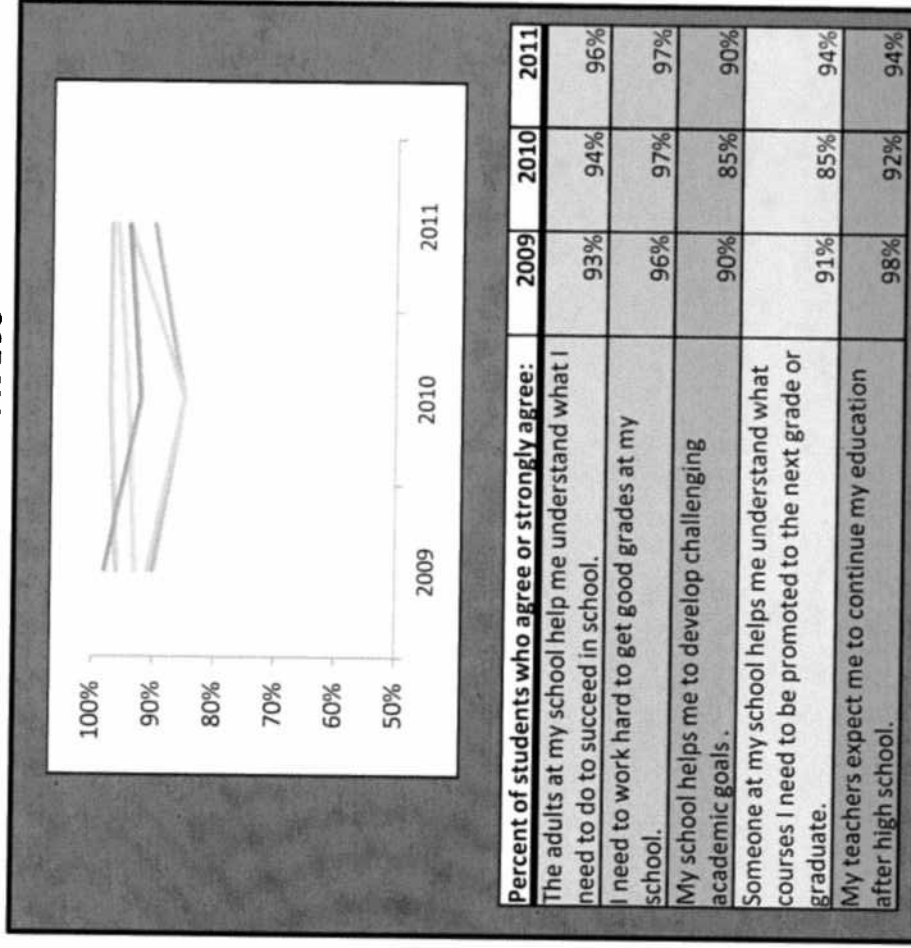 100%
90%
80%
70%
60%
50%
2009 2010 2011
Percent of students who agree or strongly agree: 2009 2010 2011
The adults at my school help me understand what I
need to do to succeed in school. 93% 94% 96%
I need to work hard to get good grades at my
school. 96% 97% 97%
My school helps me to develop challenging
academic goals. 90% 85% 90%
Someone at my school helps me understand what
courses I need to be promoted to the next grade or
graduate. 91% 85% 94%
My teachers expect me to continue my education
after high school. 98% 92% 94%